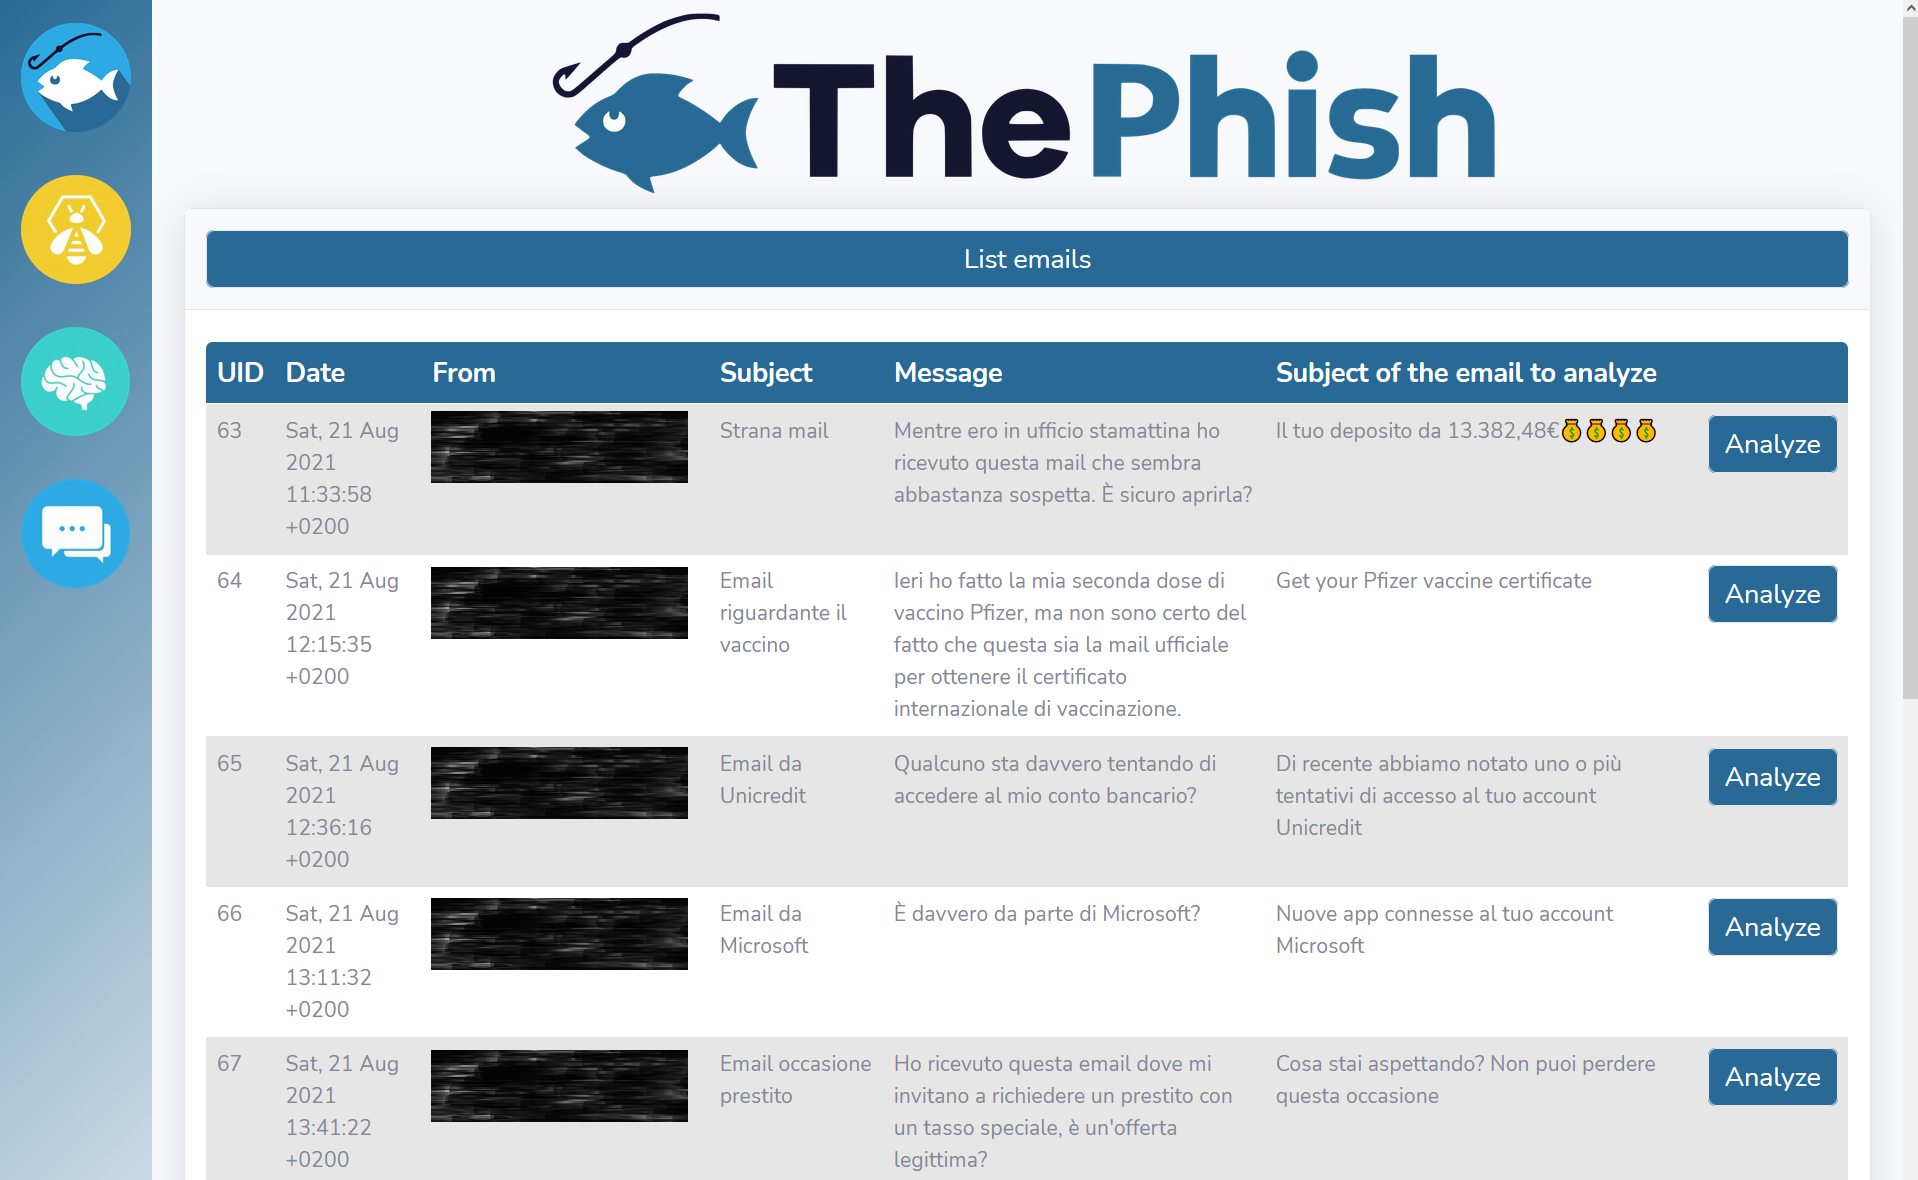 ThePhish
List emails
UID Date From Subject Message Subject of the email to analyze
63
Sat, 21 Aug
2021
11:33:58
+0200
Strana mail
Mentre ero in ufficio stamattina ho
ricevuto questa mail che sembra
abbastanza sospetta. È sicuro aprirla?
Il tuo deposito da 13.382,48€💰💰💰💰
Analyze
64
Sat, 21 Aug
2021
12:15:35
+0200
Email
riguardante il
vaccino
Ieri ho fatto la mia seconda dose di
vaccino Pfizer, ma non sono certo del
fatto che questa sia la mail ufficiale
per ottenere il certificato
internazionale di vaccinazione.
Get your Pfizer vaccine certificate
Analyze
65
Sat, 21 Aug
2021
12:36:16
+0200
Email da
Unicredit
Qualcuno sta davvero tentando di
accedere al mio conto bancario?
Di recente abbiamo notato uno o più
tentativi di accesso al tuo account
Unicredit
Analyze
66
Sat, 21 Aug
2021
13:11:32
+0200
Email da
Microsoft
È davvero da parte di Microsoft?
Nuove app connesse al tuo account
Microsoft
Analyze
67
Sat, 21 Aug
2021
13:41:22
+0200
Email occasione
prestito
Ho ricevuto questa email dove mi
invitano a richiedere un prestito con
un tasso speciale, è un'offerta
legittima?
Cosa stai aspettando? Non puoi perdere
questa occasione
Analyze